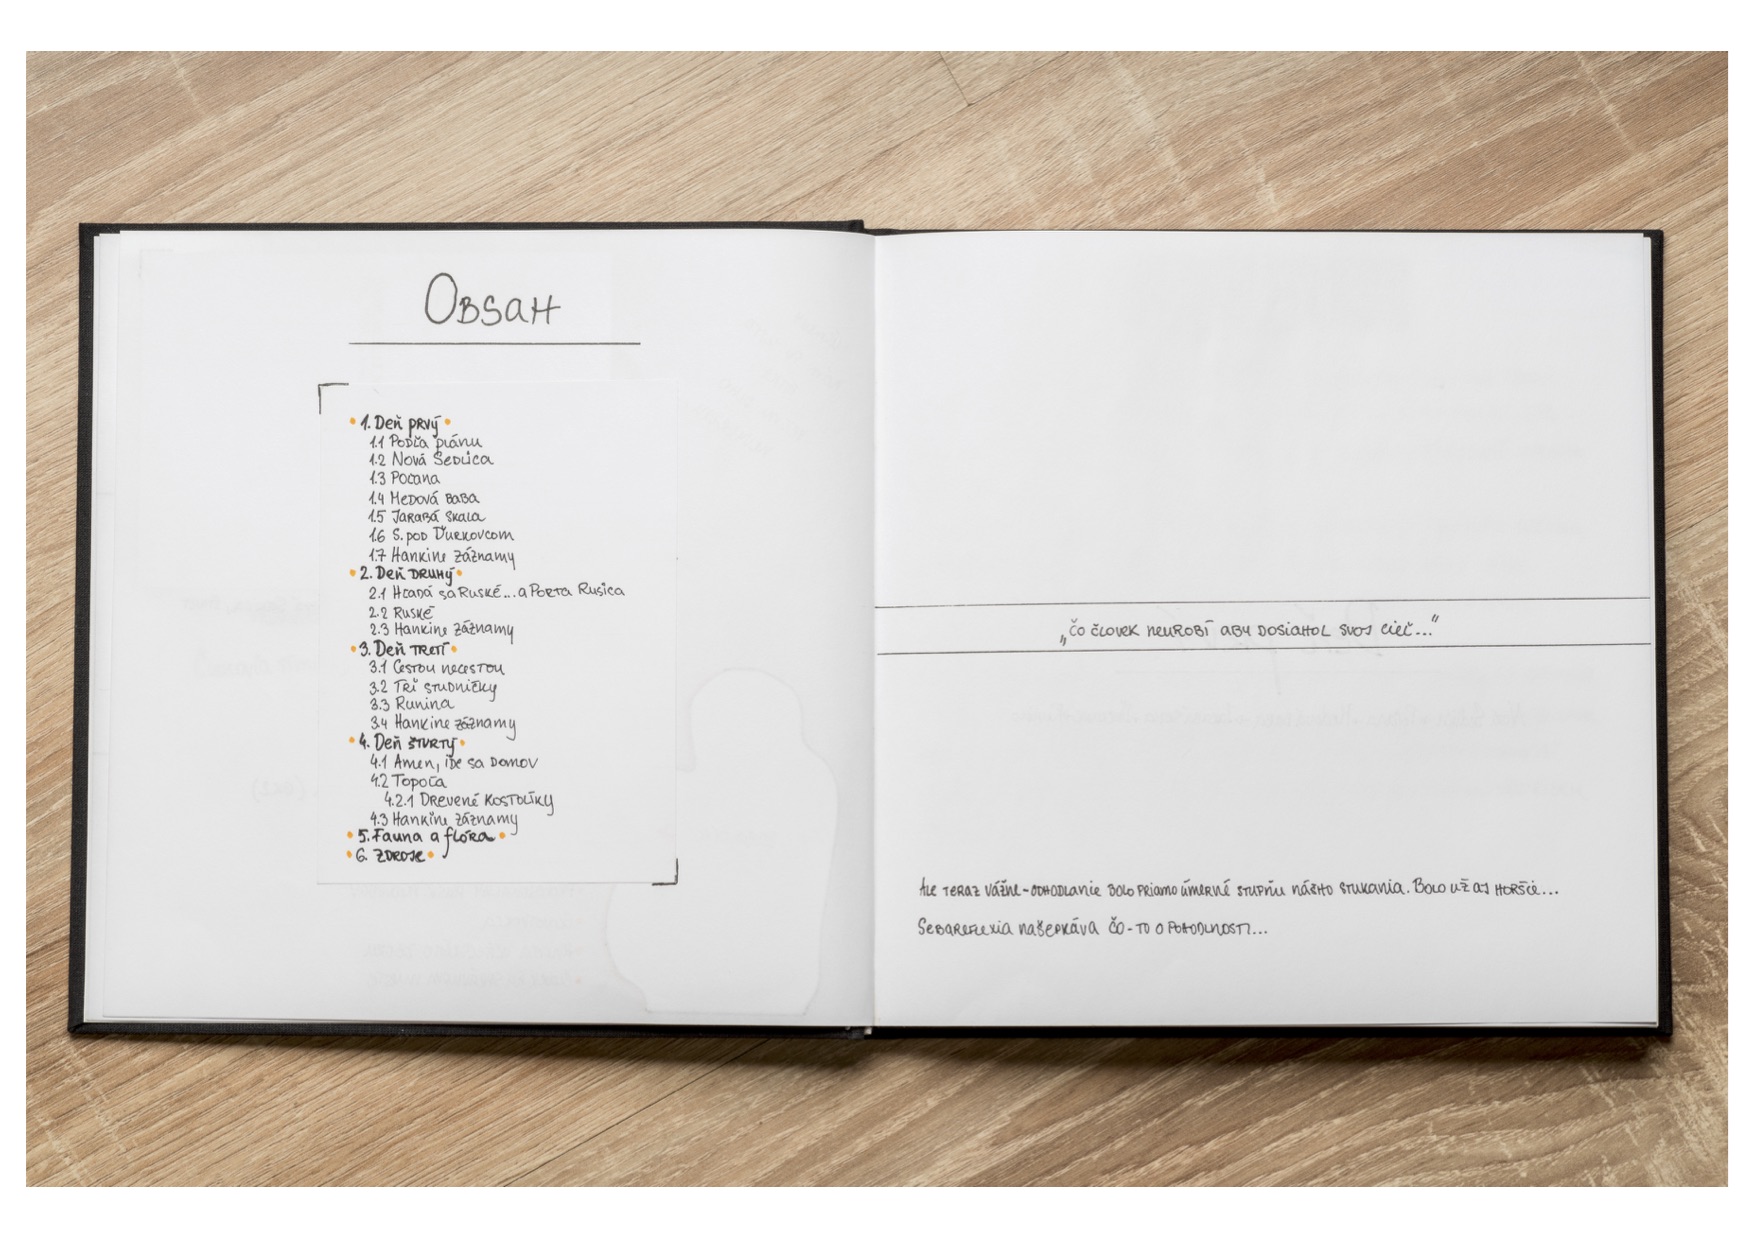 Obsah
1. Deň prvý
1.1 Podľa plánu
1.2 Nová Sedlica
1.3 Poľana
1.4 Medová baba
1.5 Jarabá skala
1.6 S. pod Ďurkovcom
1.7 Hankine záznamy
2. Deň druhý
2.1 Hľadá sa Ruské... a Porta Rusica
2.2 Ruské
2.3 Hankine záznamy
3. Deň tretí
3.1 Cestou necestou
3.2 Tri studničky
3.3 Runina
3.4 Hankine záznamy
4. Deň štvrtý
4.1 Amen, ide sa domov
4.2 Topoľa
4.2.1 Drevené kostolíky
4.3 Hankine záznamy
5. Fauna a flóra
6. Zdroje
„Čo človek neurobí aby dosiahol svoj cieľ..."
Ale teraz vážne - odhodlanie bolo priamo úmerné stupňu nášho stukania. Bolo už aj horšie...
Sebareflexia našepkáva čo-to o pohodlnosti...